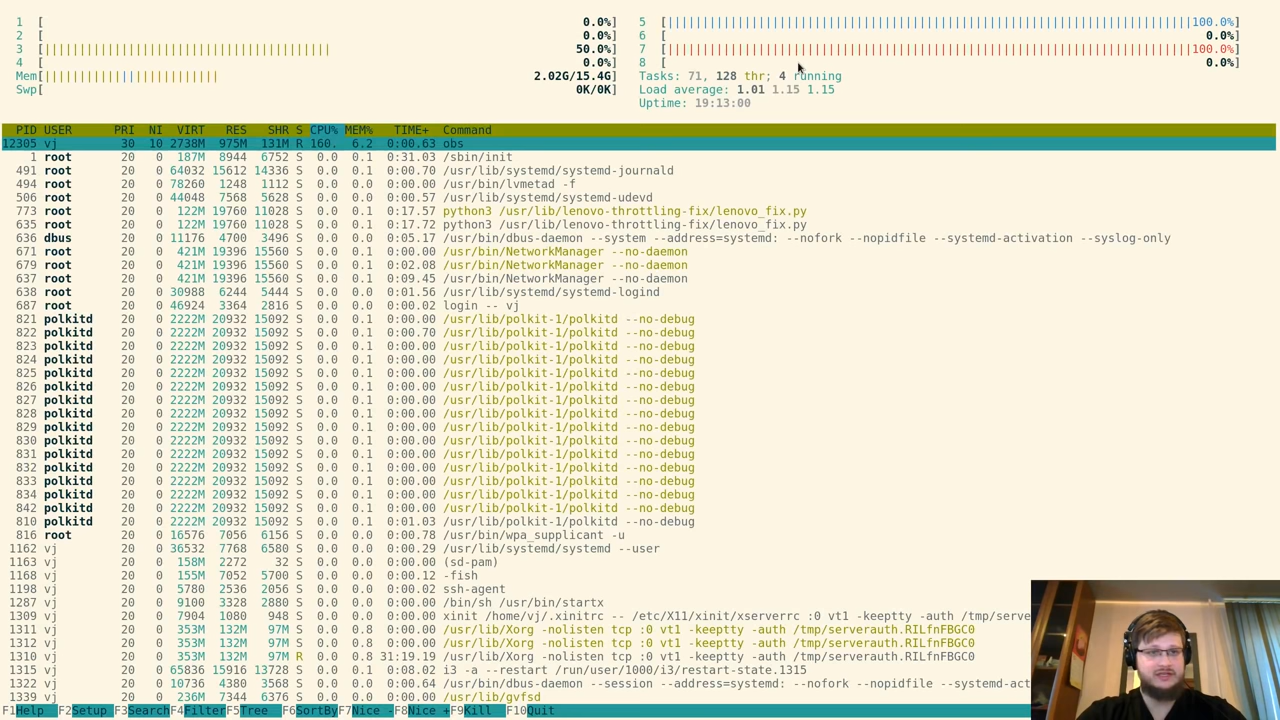 1 [ 0.0%] 5 [||||||||||||||||||||||||||||||||||||||||||||||||||||||||||||||||||||||||||||100.0%]
2 [ 0.0%] 6 [ 0.0%]
3 [||||||||||||||||||||||||||||||||||||||||| 50.0%] 7 [||||||||||||||||||||||||||||||||||||||||||||||||||||||||||||||||||||||||||||100.0%]
4 [ 0.0%] 8 [ 0.0%]
Mem[||||||||||||||||||||||||| 2.02G/15.4G] Tasks: 71, 128 thr; 4 running
Swp[ 0K/0K] Load average: 1.01 1.15 1.15
Uptime: 19:13:00
PID USER PRI NI VIRT RES SHR S CPU% MEM% TIME+ Command
12305 vj 30 10 2738M 975M 131M R 160. 6.2 0:00.63 obs
1 root 20 0 187M 8944 6752 S 0.0 0.1 0:31.03 /sbin/init
491 root 20 0 64032 15612 14336 S 0.0 0.1 0:00.70 /usr/lib/systemd/systemd-journald
494 root 20 0 78260 1248 1112 S 0.0 0.0 0:00.00 /usr/bin/lvmetad -f
506 root 20 0 44048 7568 5628 S 0.0 0.0 0:00.57 /usr/lib/systemd/systemd-udevd
773 root 20 0 122M 19760 11028 S 0.0 0.1 0:17.57 python3 /usr/lib/lenovo-throttling-fix/lenovo_fix.py
635 root 20 0 122M 19760 11028 S 0.0 0.1 0:17.72 python3 /usr/lib/lenovo-throttling-fix/lenovo_fix.py
636 dbus 20 0 11176 4700 3496 S 0.0 0.0 0:05.17 /usr/bin/dbus-daemon --system --address=systemd: --nofork --nopidfile --systemd-activation --syslog-only
671 root 20 0 421M 19396 15560 S 0.0 0.1 0:00.00 /usr/bin/NetworkManager --no-daemon
679 root 20 0 421M 19396 15560 S 0.0 0.1 0:02.08 /usr/bin/NetworkManager --no-daemon
637 root 20 0 421M 19396 15560 S 0.0 0.1 0:09.45 /usr/bin/NetworkManager --no-daemon
638 root 20 0 30988 6244 5444 S 0.0 0.0 0:01.56 /usr/lib/systemd/systemd-logind
687 root 20 0 46924 3364 2816 S 0.0 0.0 0:00.02 login -- vj
821 polkitd 20 0 2222M 20932 15092 S 0.0 0.1 0:00.00 /usr/lib/polkit-1/polkitd --no-debug
822 polkitd 20 0 2222M 20932 15092 S 0.0 0.1 0:00.70 /usr/lib/polkit-1/polkitd --no-debug
823 polkitd 20 0 2222M 20932 15092 S 0.0 0.1 0:00.00 /usr/lib/polkit-1/polkitd --no-debug
824 polkitd 20 0 2222M 20932 15092 S 0.0 0.1 0:00.00 /usr/lib/polkit-1/polkitd --no-debug
825 polkitd 20 0 2222M 20932 15092 S 0.0 0.1 0:00.00 /usr/lib/polkit-1/polkitd --no-debug
826 polkitd 20 0 2222M 20932 15092 S 0.0 0.1 0:00.00 /usr/lib/polkit-1/polkitd --no-debug
827 polkitd 20 0 2222M 20932 15092 S 0.0 0.1 0:00.00 /usr/lib/polkit-1/polkitd --no-debug
828 polkitd 20 0 2222M 20932 15092 S 0.0 0.1 0:00.00 /usr/lib/polkit-1/polkitd --no-debug
829 polkitd 20 0 2222M 20932 15092 S 0.0 0.1 0:00.00 /usr/lib/polkit-1/polkitd --no-debug
830 polkitd 20 0 2222M 20932 15092 S 0.0 0.1 0:00.00 /usr/lib/polkit-1/polkitd --no-debug
831 polkitd 20 0 2222M 20932 15092 S 0.0 0.1 0:00.00 /usr/lib/polkit-1/polkitd --no-debug
832 polkitd 20 0 2222M 20932 15092 S 0.0 0.1 0:00.00 /usr/lib/polkit-1/polkitd --no-debug
833 polkitd 20 0 2222M 20932 15092 S 0.0 0.1 0:00.00 /usr/lib/polkit-1/polkitd --no-debug
834 polkitd 20 0 2222M 20932 15092 S 0.0 0.1 0:00.00 /usr/lib/polkit-1/polkitd --no-debug
842 polkitd 20 0 2222M 20932 15092 S 0.0 0.1 0:00.00 /usr/lib/polkit-1/polkitd --no-debug
810 polkitd 20 0 2222M 20932 15092 S 0.0 0.1 0:01.03 /usr/lib/polkit-1/polkitd --no-debug
816 root 20 0 16576 7056 6156 S 0.0 0.0 0:00.78 /usr/bin/wpa_supplicant -u
1162 vj 20 0 36532 7768 6580 S 0.0 0.0 0:00.29 /usr/lib/systemd/systemd --user
1163 vj 20 0 158M 2272 32 S 0.0 0.0 0:00.00 (sd-pam)
1168 vj 20 0 155M 7052 5700 S 0.0 0.0 0:00.12 -fish
1198 vj 20 0 5780 2536 2056 S 0.0 0.0 0:00.02 ssh-agent
1287 vj 20 0 9100 3328 2880 S 0.0 0.0 0:00.00 /bin/sh /usr/bin/startx
1309 vj 20 0 7904 1080 948 S 0.0 0.0 0:00.00 xinit /home/vj/.xinitrc -- /etc/X11/xinit/xserverrc :0 vt1 -keeptty -auth /tmp/serve
1311 vj 20 0 353M 132M 97M S 0.0 0.8 0:00.00 /usr/lib/Xorg -nolisten tcp :0 vt1 -keeptty -auth /tmp/serverauth.RILfnFBGC0
1312 vj 20 0 353M 132M 97M S 0.0 0.8 0:00.00 /usr/lib/Xorg -nolisten tcp :0 vt1 -keeptty -auth /tmp/serverauth.RILfnFBGC0
1310 vj 20 0 353M 132M 97M R 0.0 0.8 31:19.19 /usr/lib/Xorg -nolisten tcp :0 vt1 -keeptty -auth /tmp/serverauth.RILfnFBGC0
1315 vj 20 0 65836 15916 13772 S 0.0 0.1 0:08.02 i3 -a --restart /run/user/1000/i3/restart-state.1315
1322 vj 20 0 10736 4380 3568 S 0.0 0.0 0:00.64 /usr/bin/dbus-daemon --session --address=systemd: --nofork --nopidfile --systemd-act
1339 vj 20 0 236M 7344 6376 S 0.0 0.0 0:00.00 /usr/lib/gvfsd
F1Help F2Setup F3SearchF4FilterF5Tree F6SortByF7Nice -F8Nice +F9Kill F10Quit